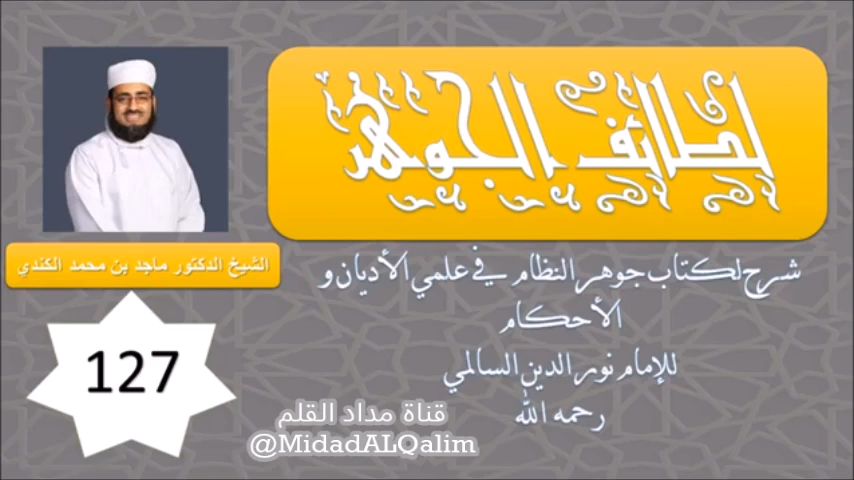 لطائف الجوهر
شرح لكتاب جوهر النظام في علمي الأديان و
الأحكام
للإمام نور الدين السالمي
رحمه الله
الشيخ الدكتور ماجد بن محمد الكندي
127
قناة مداد القلم
@MidadALQalim